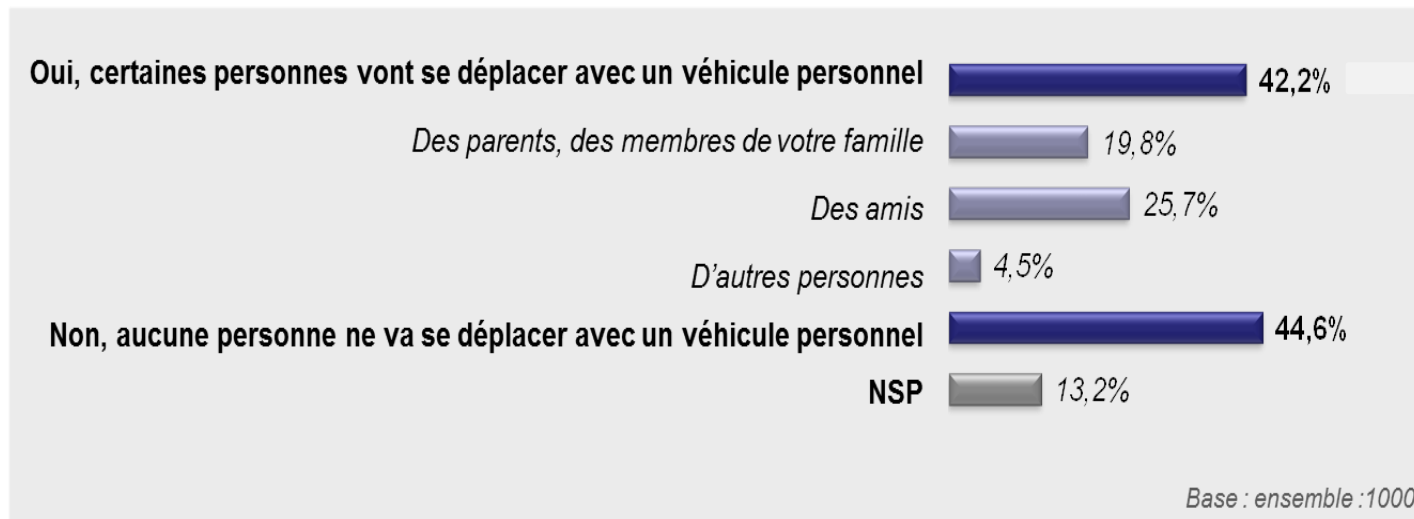 Oui, certaines personnes vont se déplacer avec un véhicule personnel 42,2%
Des parents, des membres de votre famille 19,8%
Des amis 25,7%
D'autres personnes 4,5%
Non, aucune personne ne va se déplacer avec un véhicule personnel 44,6%
NSP 13,2%
Base : ensemble :1000